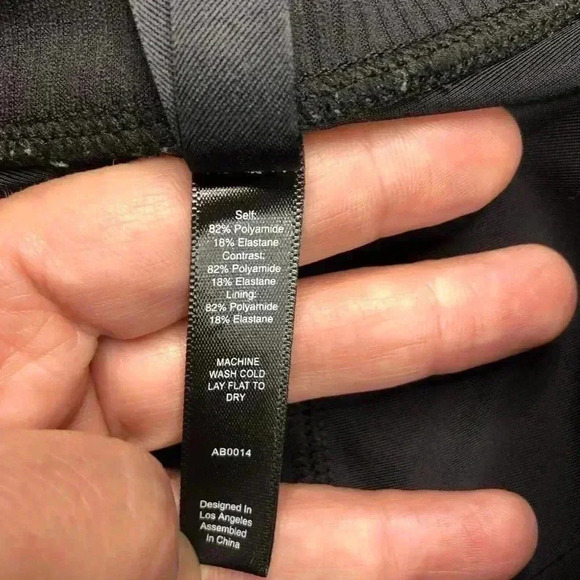 Self:
82% Polyamide
18% Elastane
Contrast:
82% Polyamide
18% Elastane
Lining:
82% Polyamide
18% Elastane
MACHINE
WASH COLD
LAY FLAT TO
DRY
AB0014
Designed In
Los Angeles
Assembled
In China